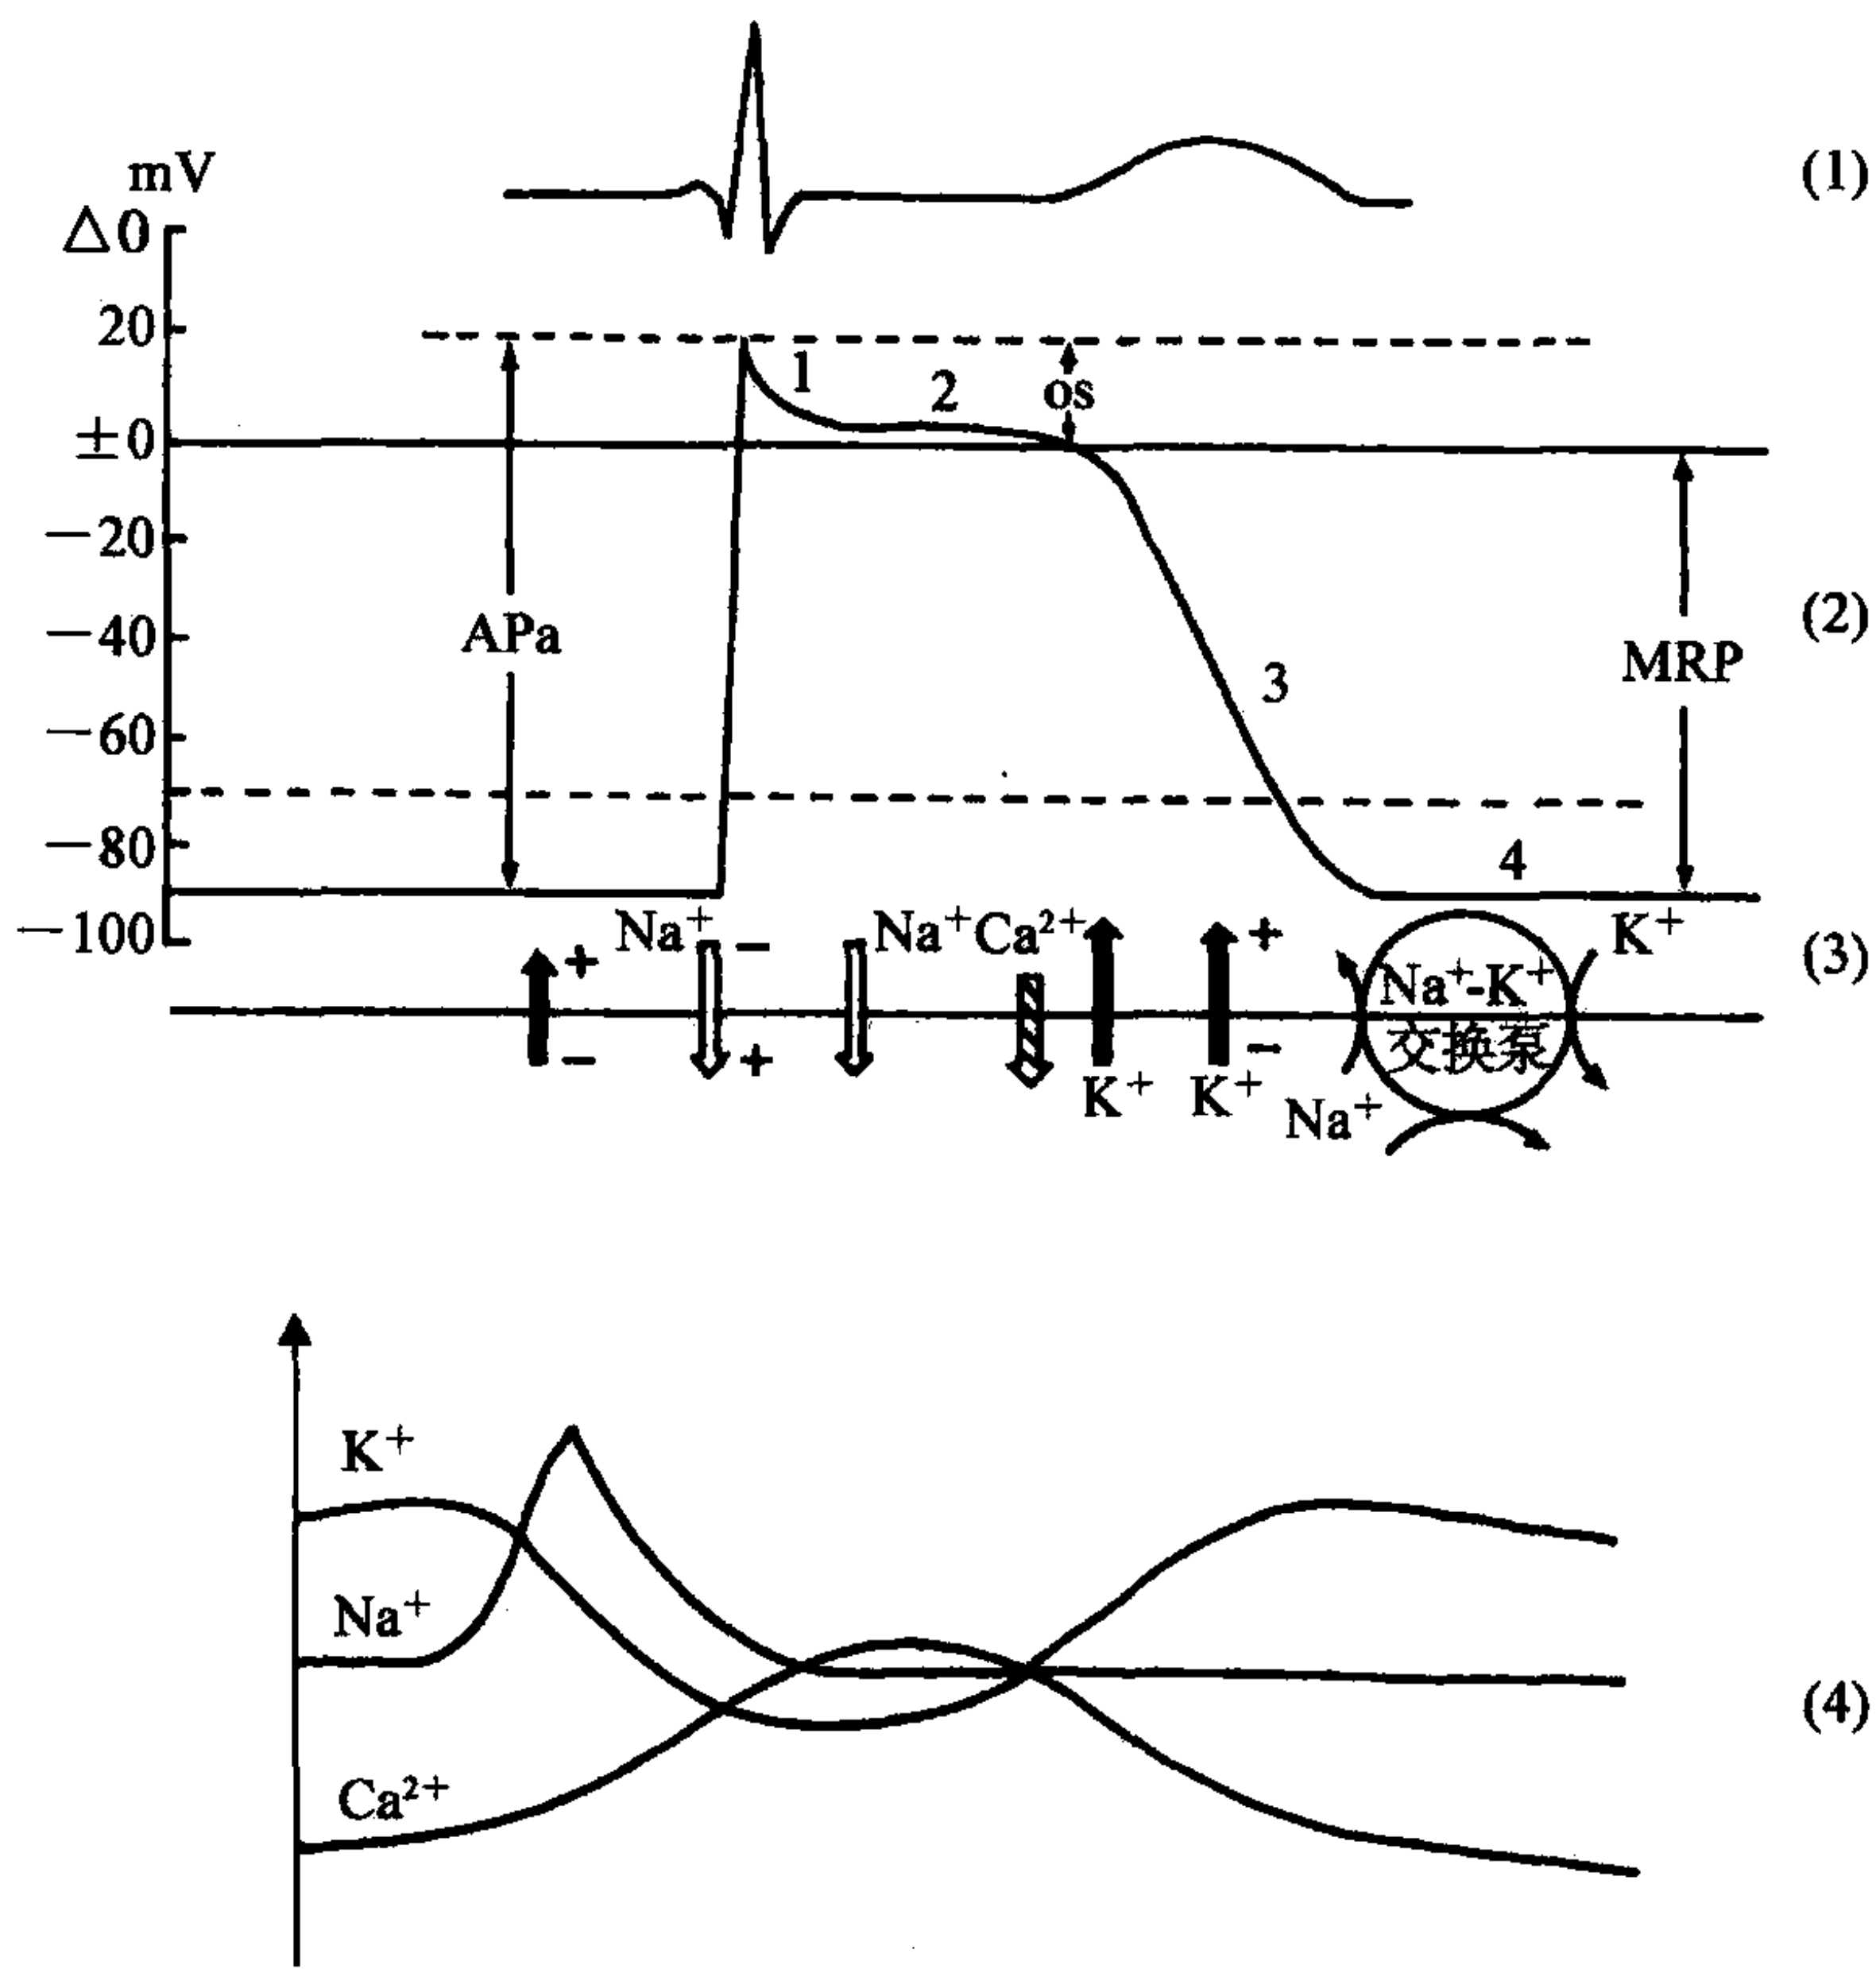 (1)
mV
△0
20
1
2
os
±0
−20
(2)
APa
−40
MRP
3
−60
−80
4
−100
Na⁺ − Na⁺Ca²⁺ + K⁺
+
(3)
Na⁺-K⁺
交换泵
− + −
K⁺ K⁺ Na⁺
K⁺
Na⁺
(4)
Ca²⁺